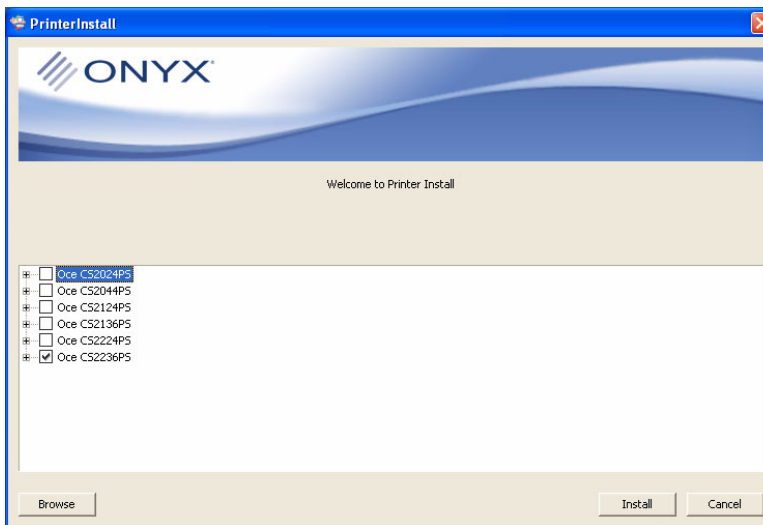 PrinterInstall
ONYX
Welcome to Printer Install
Oce CS2024PS
Oce CS2044PS
Oce CS2124PS
Oce CS2136PS
Oce CS2224PS
Oce CS2236PS
Browse
Install
Cancel